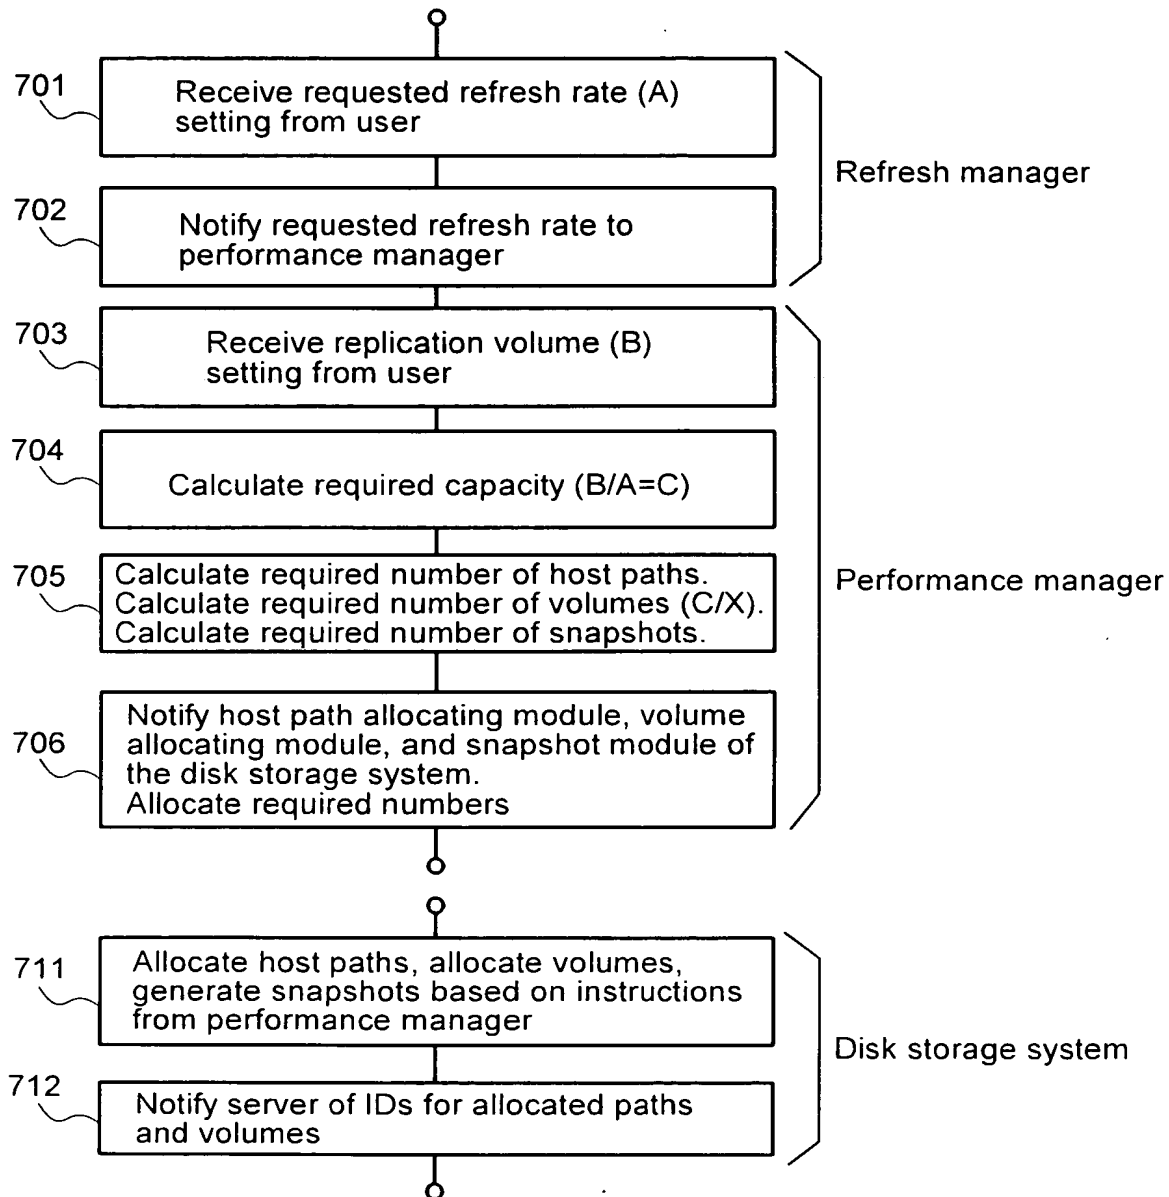 701
Receive requested refresh rate (A)
setting from user
Refresh manager
702
Notify requested refresh rate to
performance manager
703
Receive replication volume (B)
setting from user
704
Calculate required capacity (B/A=C)
705
Calculate required number of host paths.
Calculate required number of volumes (C/X).
Calculate required number of snapshots.
Performance manager
706
Notify host path allocating module, volume
allocating module, and snapshot module of
the disk storage system.
Allocate required numbers
711
Allocate host paths, allocate volumes,
generate snapshots based on instructions
from performance manager
Disk storage system
712
Notify server of IDs for allocated paths
and volumes